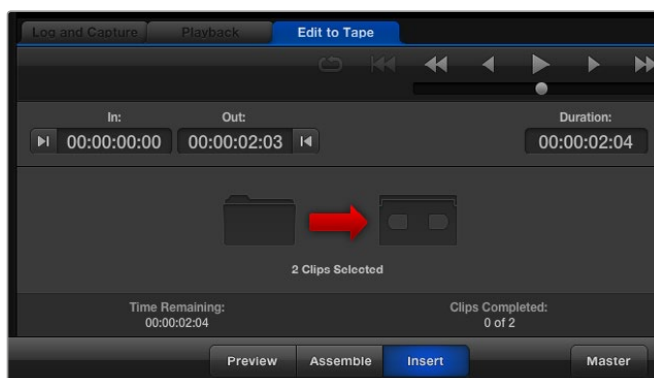 Log and Capture Playback Edit to Tape
In: Out: Duration:
00:00:00:00 00:00:02:03 00:00:02:04
2 Clips Selected
Time Remaining: Clips Completed:
00:00:02:04 0 of 2
Preview Assemble Insert Master